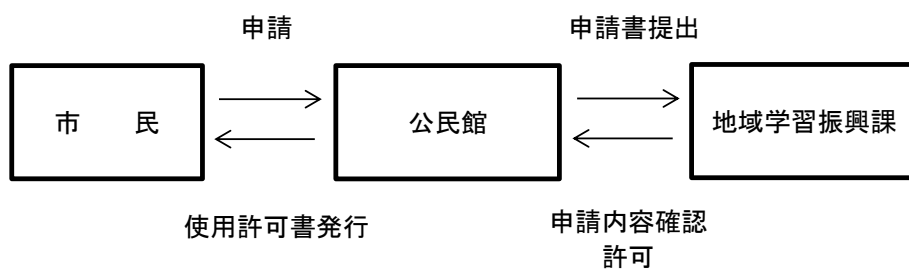 申請
申請書提出
市　　民
公民館
地域学習振興課
使用許可書発行
申請内容確認
許可